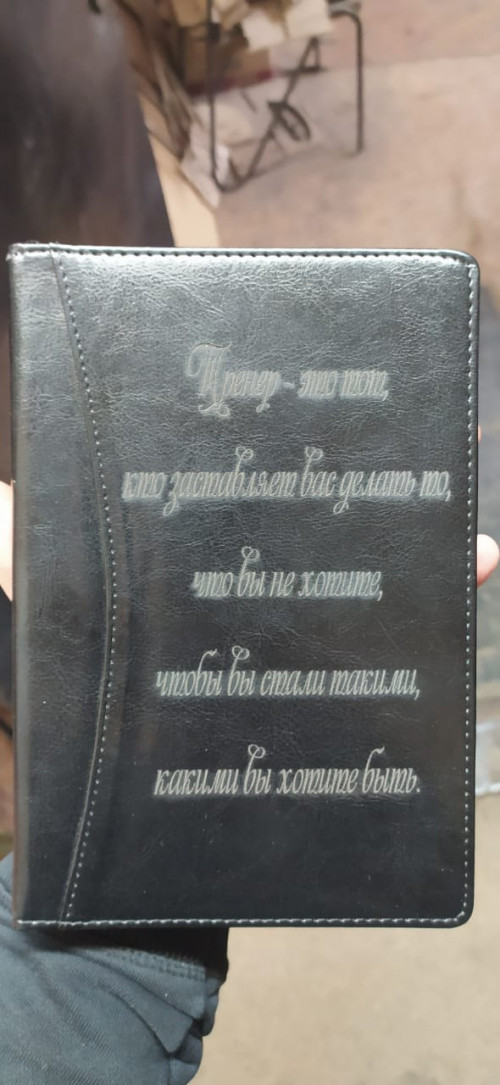 Тренер - это тот,
кто заставляет вас делать то,
что вы не хотите,
чтобы вы стали такими,
какими вы хотите быть.